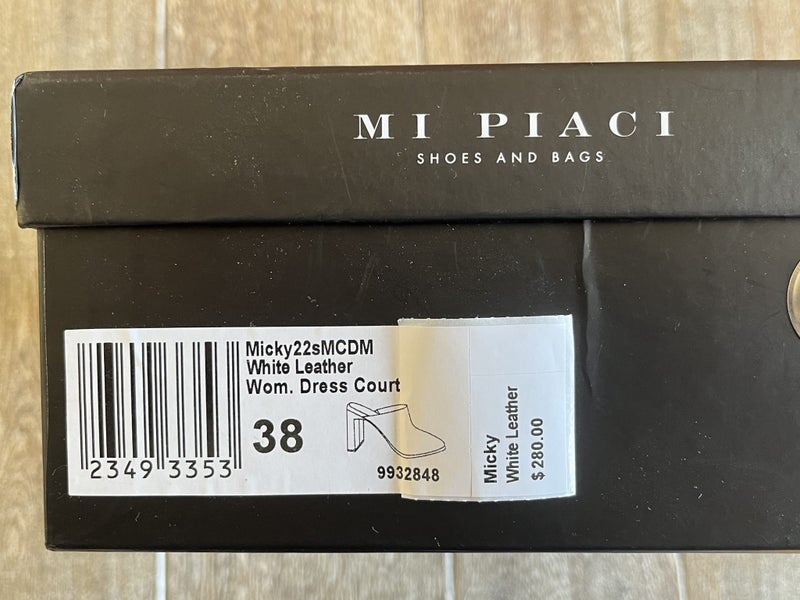 MI PIACI
SHOES AND BAGS
Micky22sMCDM
White Leather
Wom. Dress Court
38
2349 3353
9932848
Micky
White Leather
$ 280.00